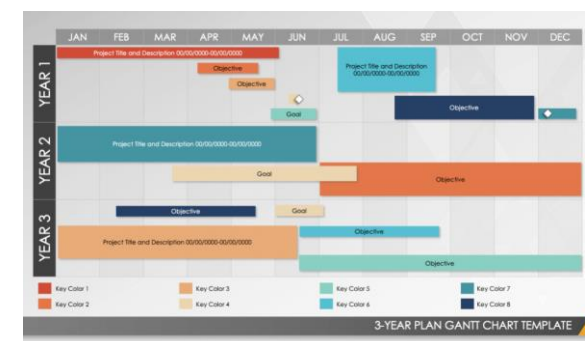 JAN FEB MAR APR MAY JUN JUL AUG SEP OCT NOV DEC
YEAR 1
Project Title and Description 00/00/0000-00/00/0000
Objective
Objective
Goal
Project Title and Description
00/00/0000-00/00/0000
Objective
YEAR 2
Project Title and Description 00/00/0000-00/00/0000
Goal
Objective
YEAR 3
Objective
Goal
Project Title and Description 00/00/0000-00/00/0000
Objective
Objective
Key Color 1
Key Color 3
Key Color 5
Key Color 7
Key Color 2
Key Color 4
Key Color 6
Key Color 8
3-YEAR PLAN GANTT CHART TEMPLATE